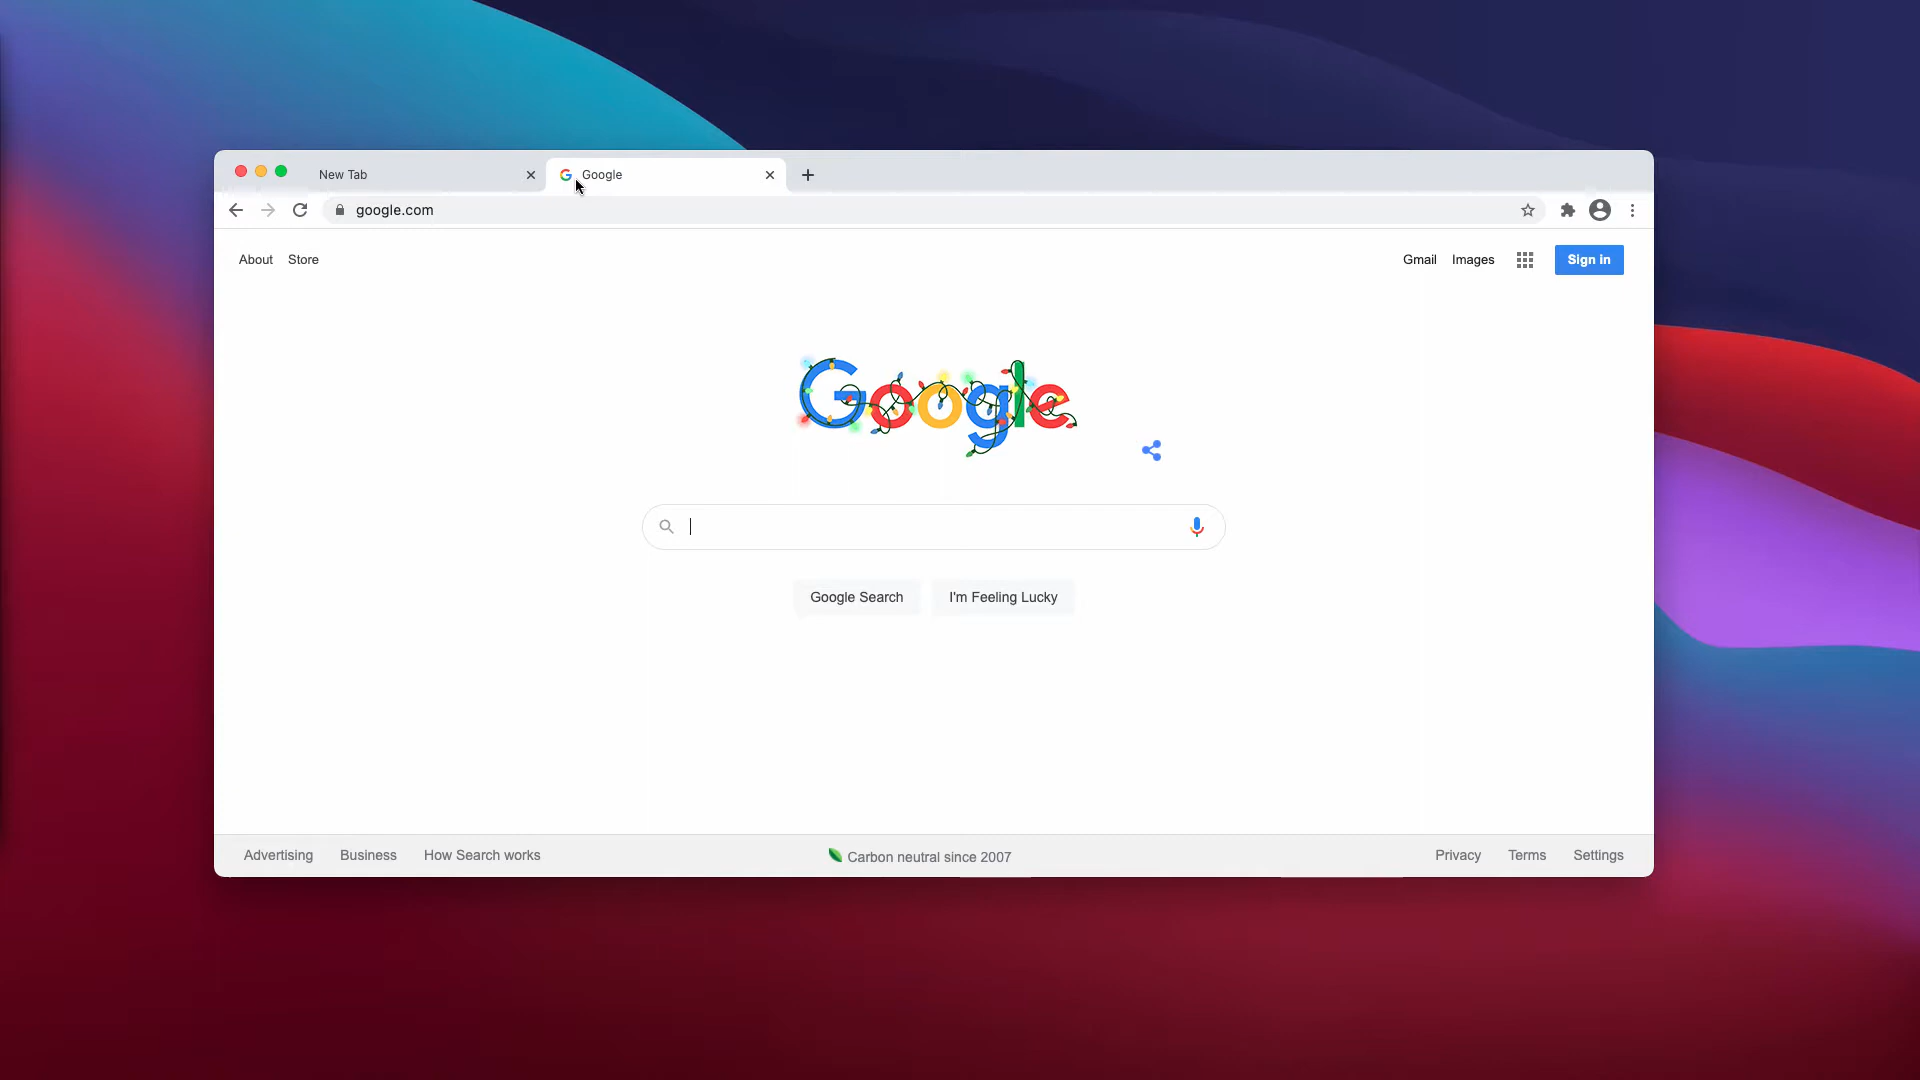 New Tab
Google
google.com
About Store
Gmail Images Sign in
Google
Google Search I'm Feeling Lucky
Advertising Business How Search works
Carbon neutral since 2007
Privacy Terms Settings